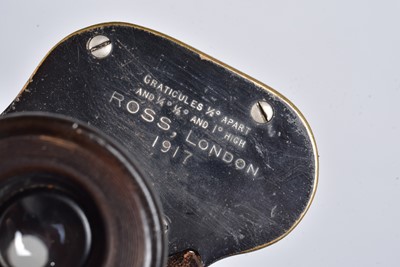 GRATICULES ½° APART
AND ¼° ½° AND 1° HIGH
ROSS, LONDON
1917